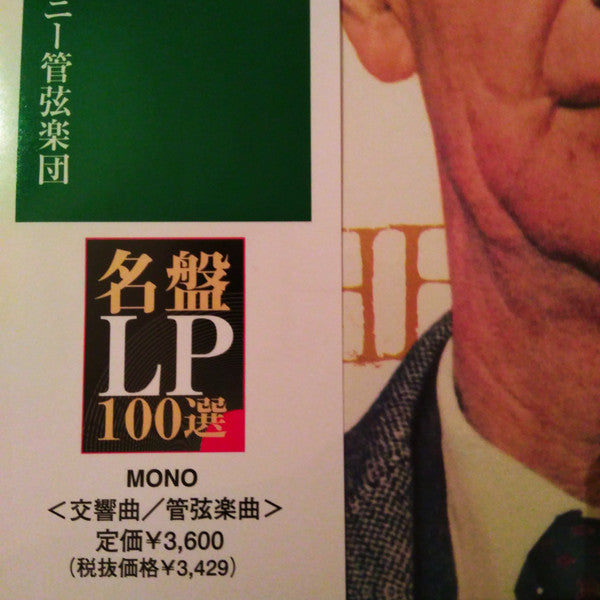 ニー管弦楽団
名盤
LP
100選
MONO
<交響曲／管弦楽曲>
定価¥3,600
(税抜価格¥3,429)